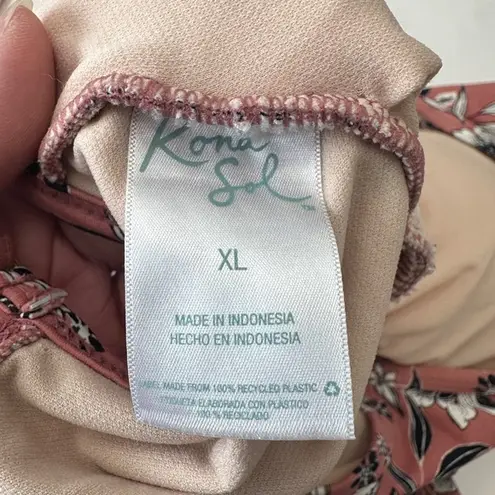 Kona
Sol
XL
MADE IN INDONESIA
HECHO EN INDONESIA
LABEL MADE FROM 100% RECYCLED PLASTIC
ETIQUETA ELABORADA CON PLÁSTICO
100 % RECICLADO